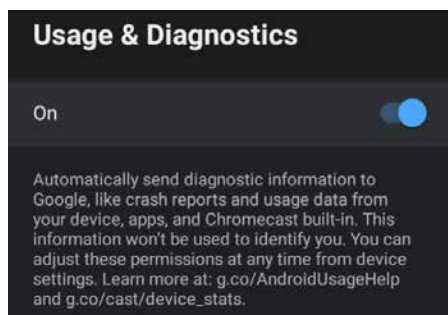 Usage & Diagnostics
On
Automatically send diagnostic information to
Google, like crash reports and usage data from
your device, apps, and Chromecast built-in. This
information won't be used to identify you. You can
adjust these permissions at any time from device
settings. Learn more at: g.co/AndroidUsageHelp
and g.co/cast/device_stats.